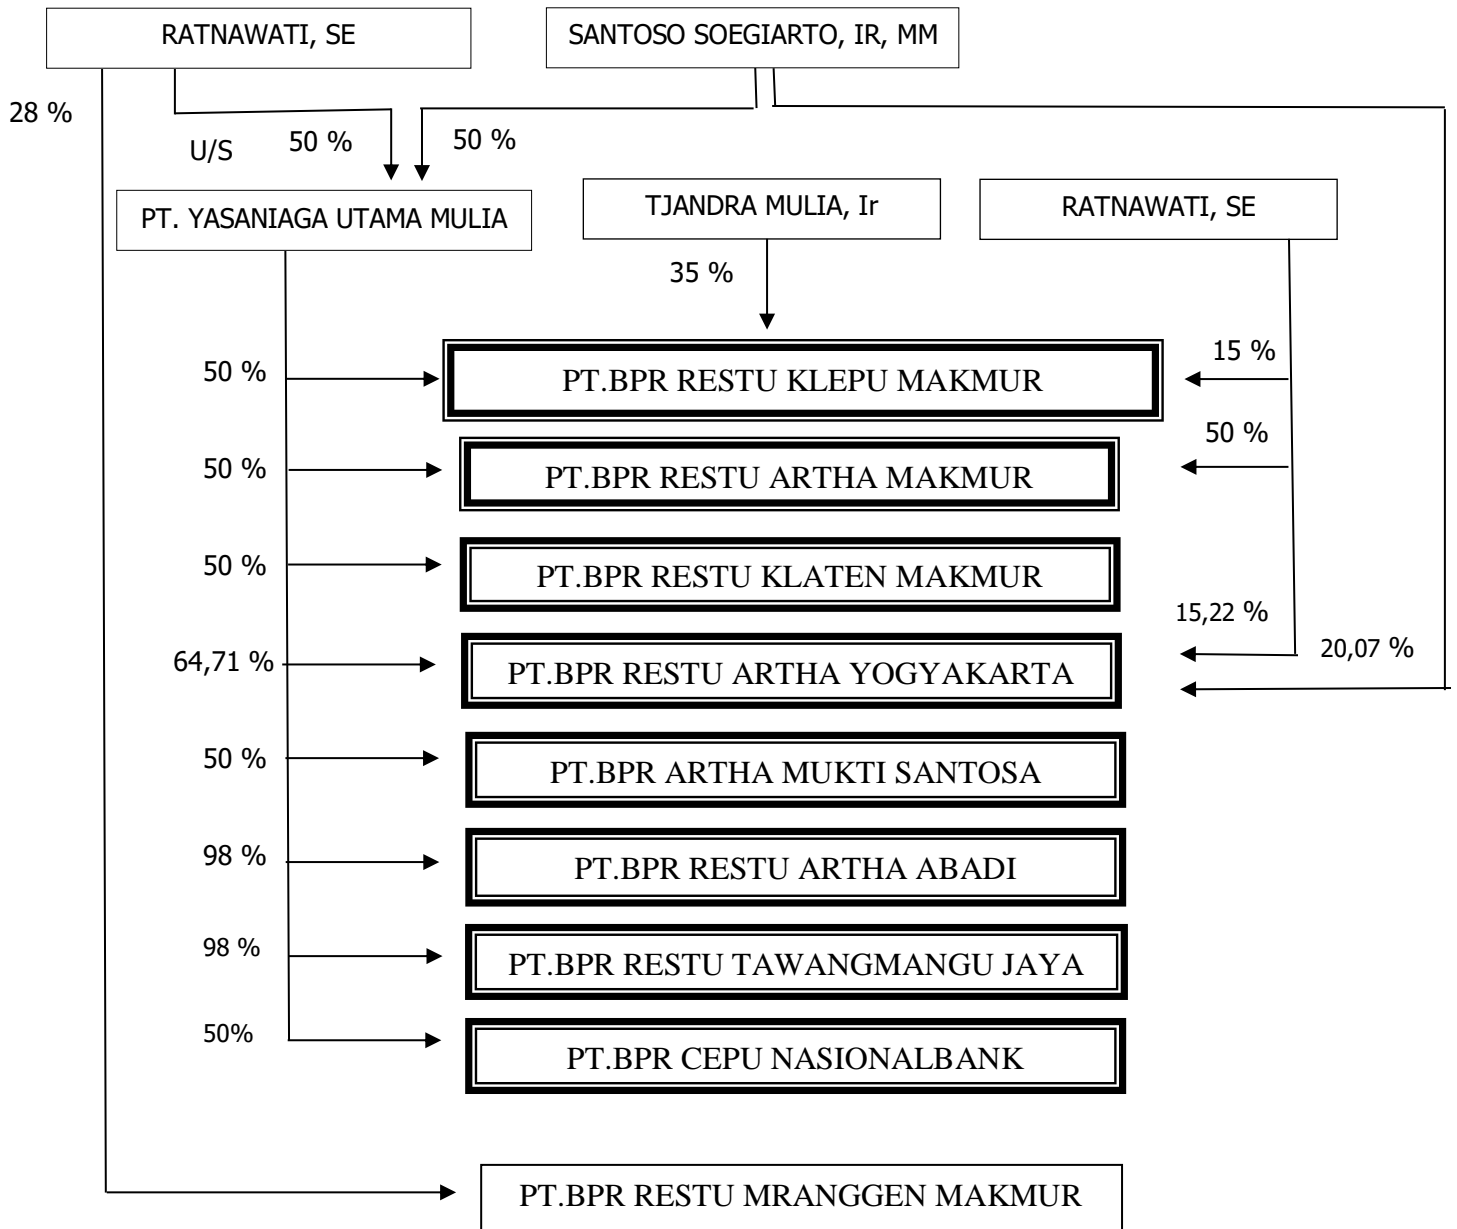 RATNAWATI, SE
SANTOSO SOEGIARTO, IR, MM
28 %
U/S
50 %
50 %
PT. YASANIAGA UTAMA MULIA
TJANDRA MULIA, Ir
RATNAWATI, SE
35 %
50 %
PT.BPR RESTU KLEPU MAKMUR
15 %
50 %
PT.BPR RESTU ARTHA MAKMUR
50 %
50 %
PT.BPR RESTU KLATEN MAKMUR
15,22 %
64,71 %
PT.BPR RESTU ARTHA YOGYAKARTA
20,07 %
50 %
PT.BPR ARTHA MUKTI SANTOSA
98 %
PT.BPR RESTU ARTHA ABADI
98 %
PT.BPR RESTU TAWANGMANGU JAYA
50%
PT.BPR CEPU NASIONALBANK
PT.BPR RESTU MRANGGEN MAKMUR